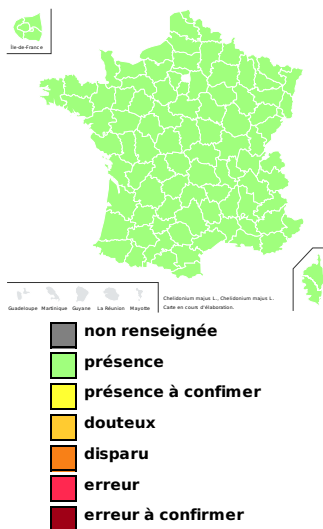 Île-de-France
Guadeloupe Martinique Guyane La Réunion Mayotte
Chelidonium majus L., Chelidonium majus L.
Carte en cours d'élaboration.
non renseignée
présence
présence à confimer
douteux
disparu
erreur
erreur à confirmer